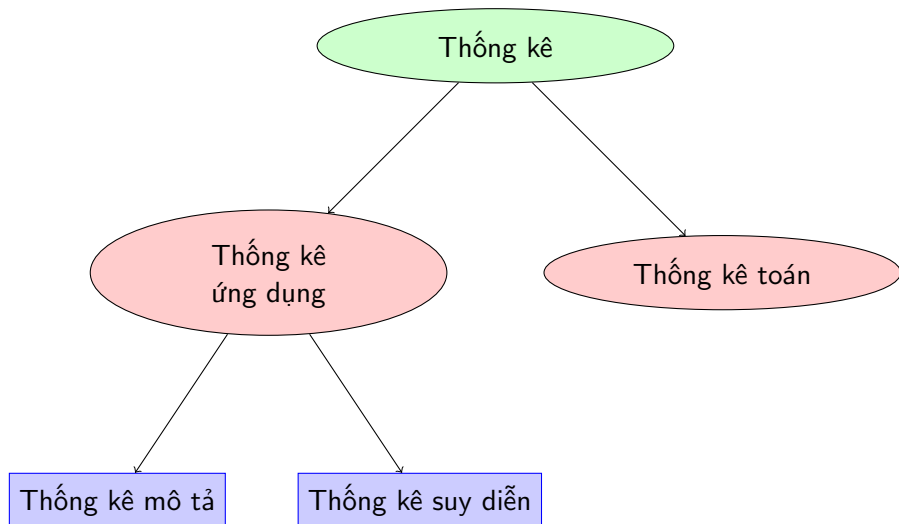 Thống kê
Thống kê
ứng dụng
Thống kê toán
Thống kê mô tả
Thống kê suy diễn